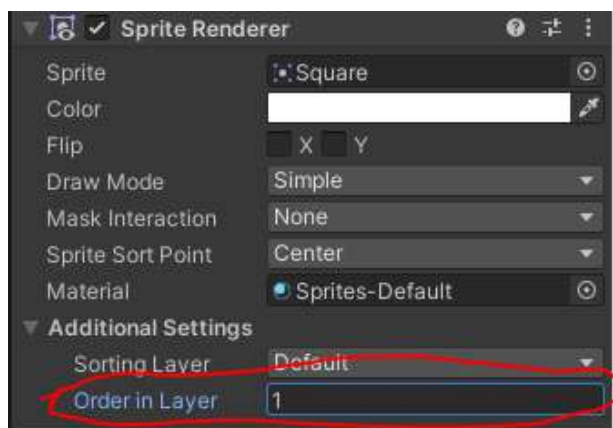 Sprite Renderer
Sprite Square
Color
Flip X Y
Draw Mode Simple
Mask Interaction None
Sprite Sort Point Center
Material Sprites-Default
Additional Settings
Sorting Layer Default
Order in Layer 1